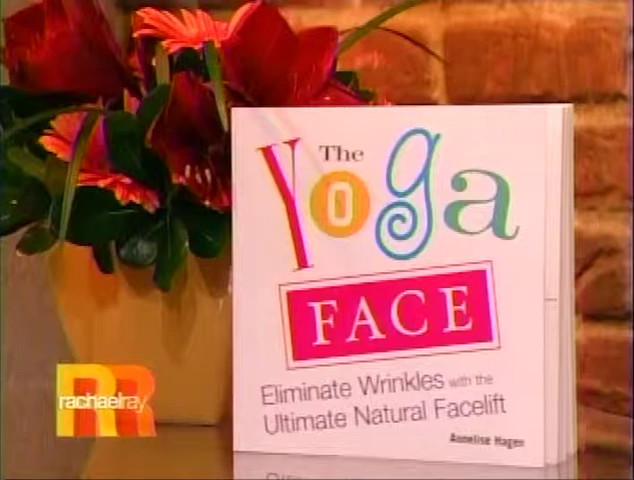 The
Yoga
FACE
Eliminate Wrinkles with the
Ultimate Natural Facelift
Annelise Hagen
rachaelray